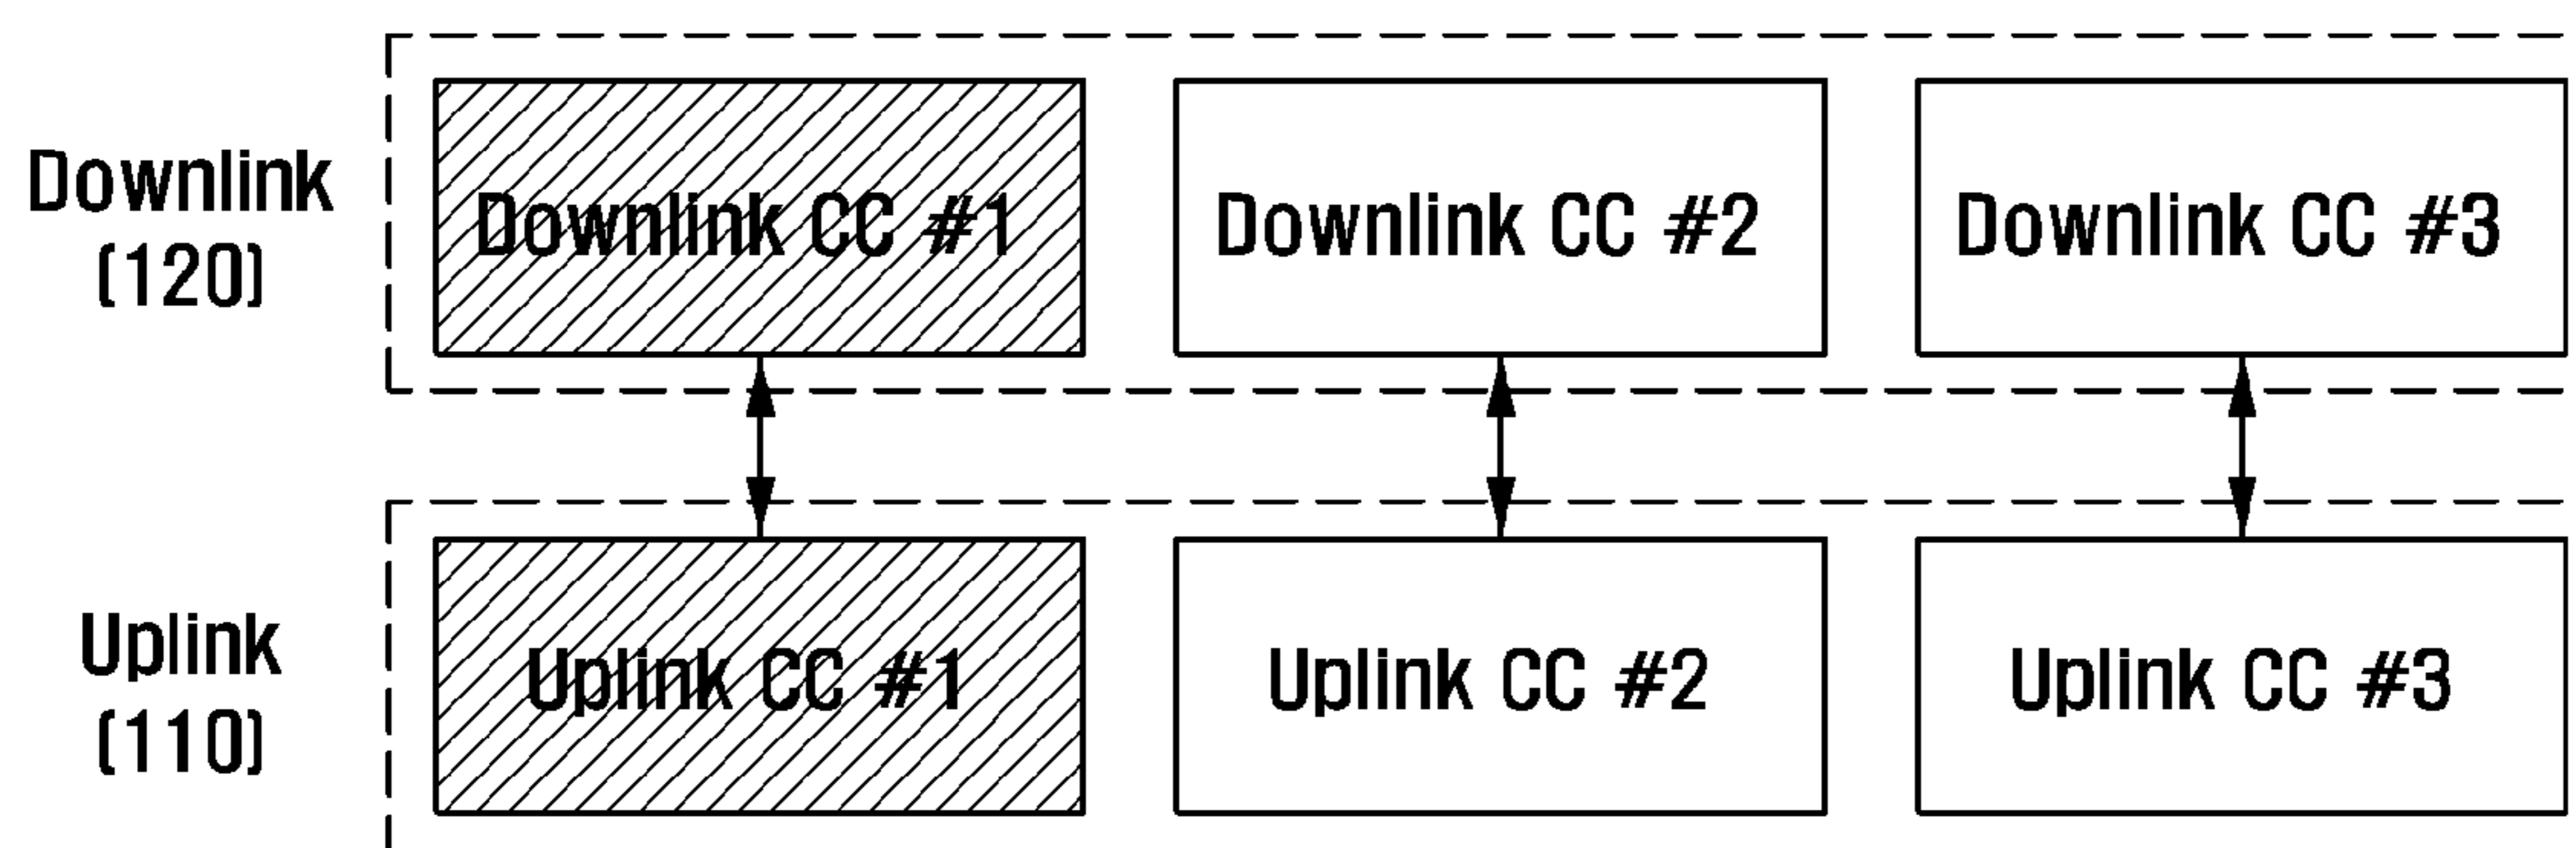 Downlink
(120)
Downlink CC #1
Downlink CC #2
Downlink CC #3
Uplink
(110)
Uplink CC #1
Uplink CC #2
Uplink CC #3